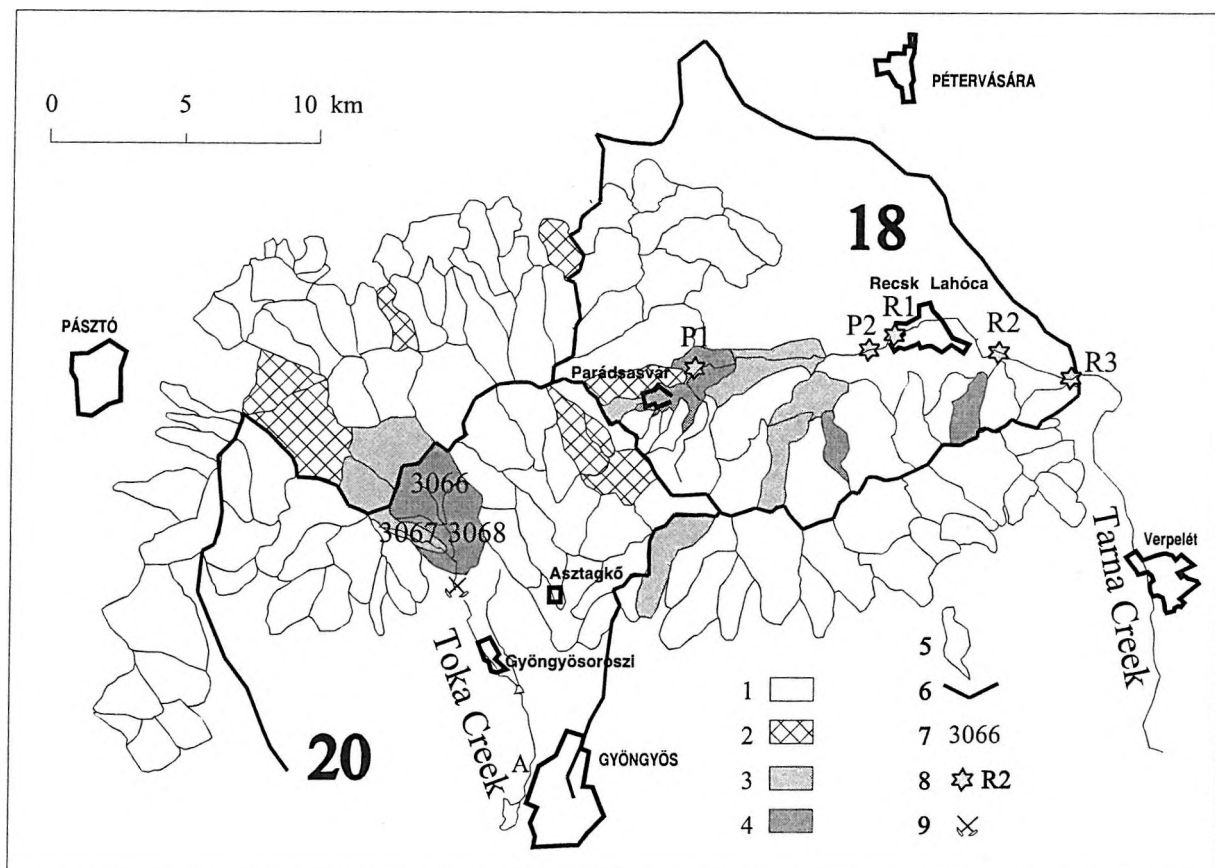 PÉTERVÁSÁRA
0 5 10 km
18
Recsk Lahóca
R1
P2
R2
P1
R3
PÁSZTÓ
Parádsasvár
3066
3067 3068
Asztagkő
Verpelét
Tarna Creek
Toka Creek
Gyöngyösoroszi
20
A
GYÖNGYÖS
1
2
3
4
5
6
7 3066
8 R2
9